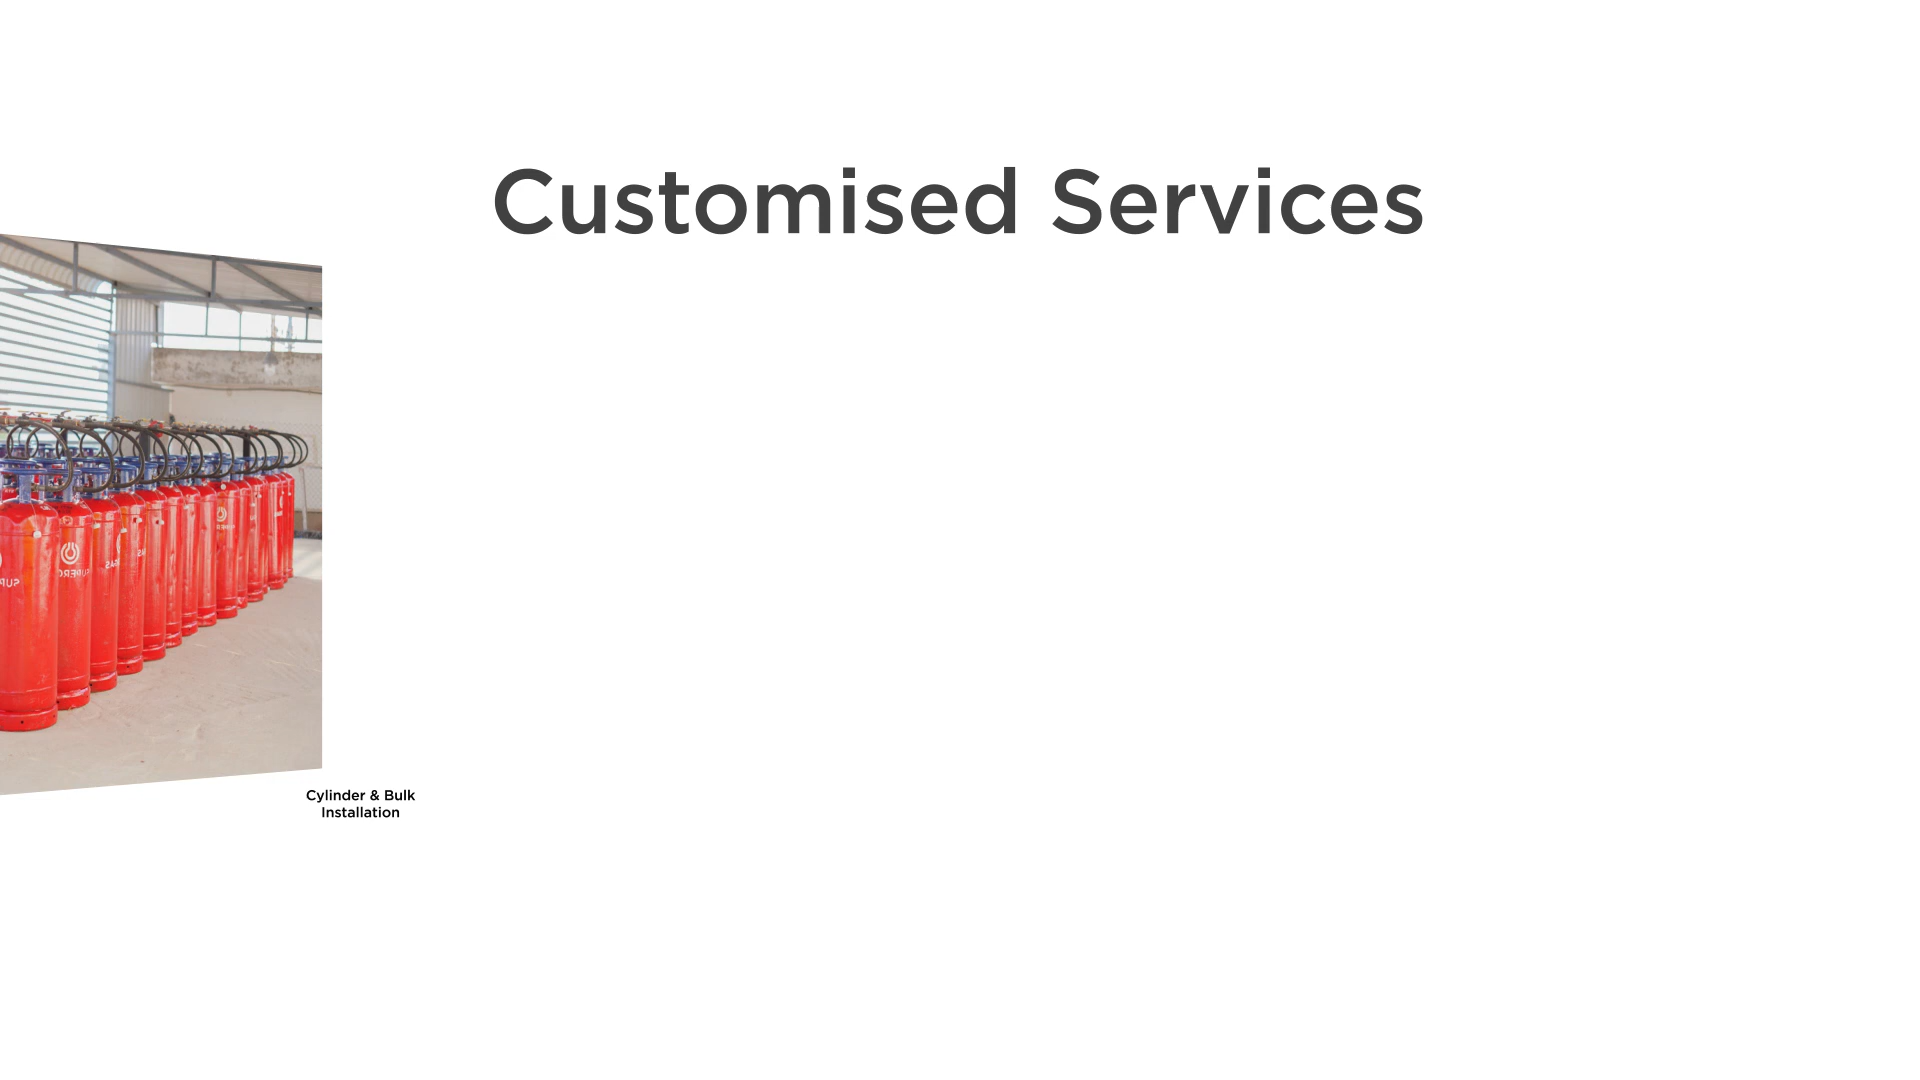 Customised Services
Cylinder & Bulk
Installation